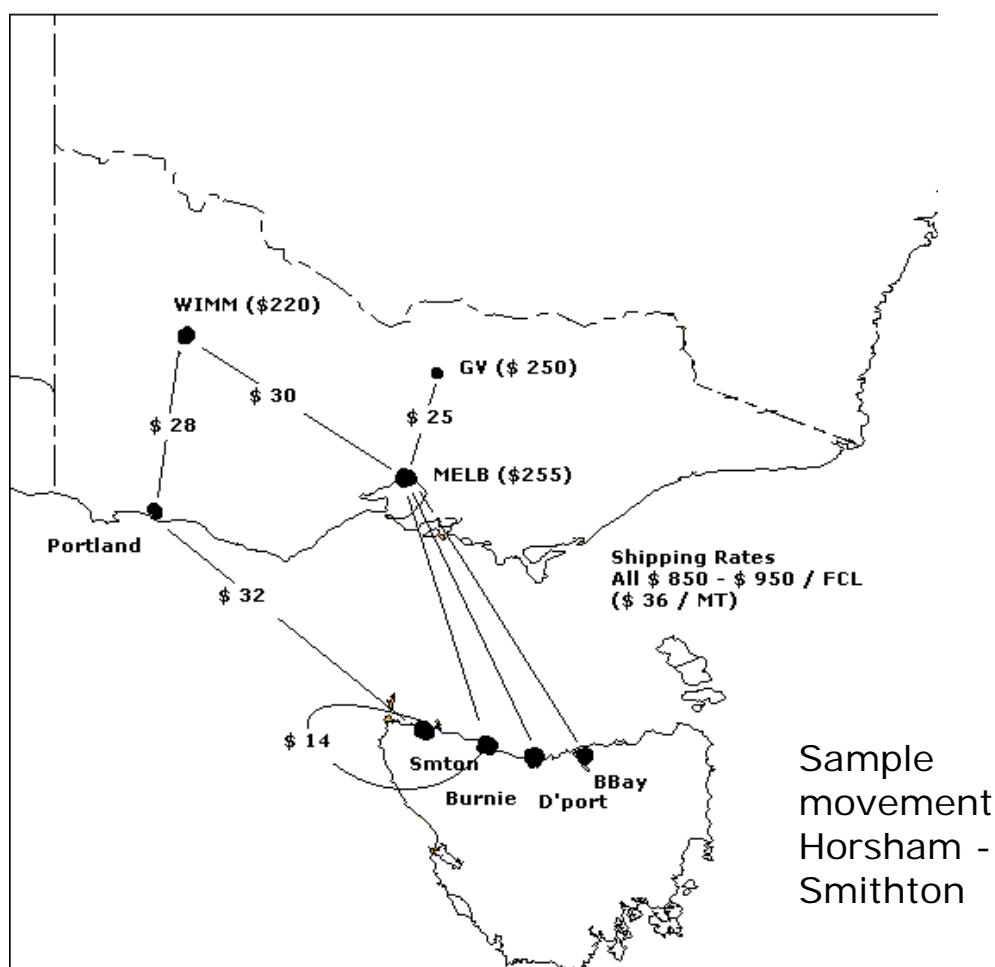 WIMM ($220)
GV ($ 250)
$ 30
$ 25
$ 28
MELB ($255)
Portland
Shipping Rates
All $ 850 - $ 950 / FCL
($ 36 / MT)
$ 32
$ 14
Smton
Burnie
D'port
BBay
Sample
movement
Horsham -
Smithton